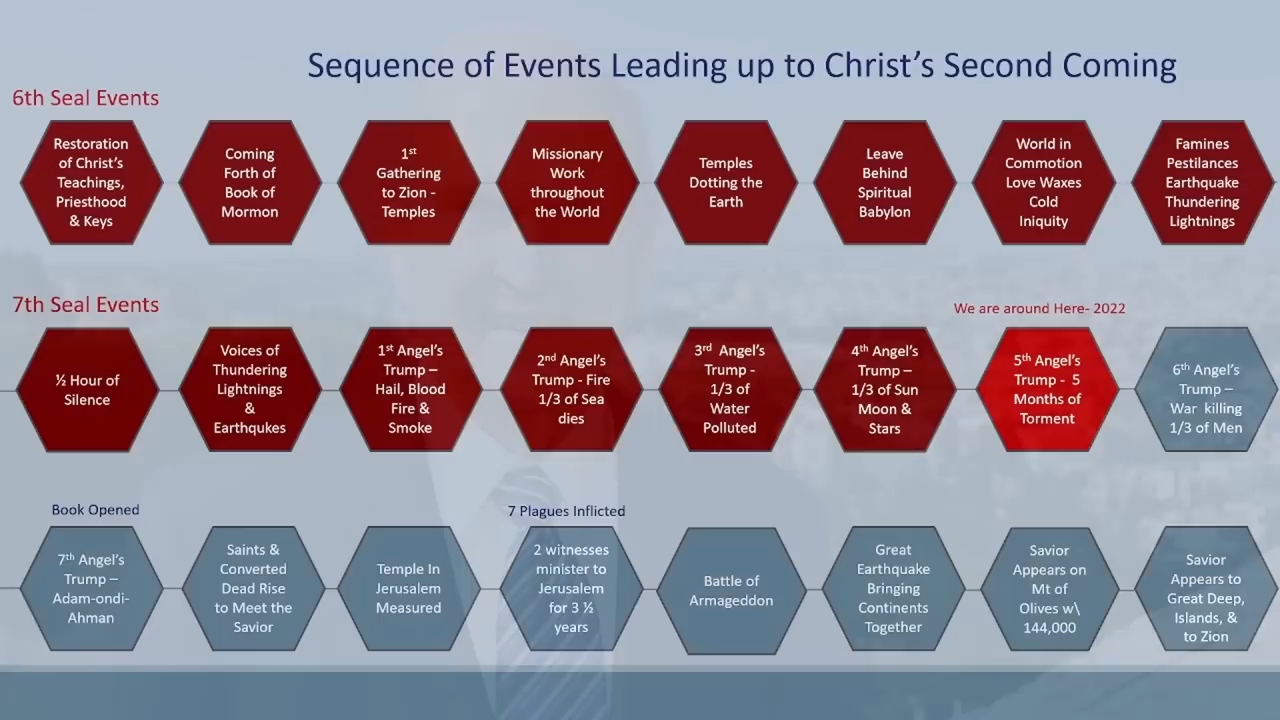 Sequence of Events Leading up to Christ's Second Coming
6th Seal Events
Restoration
of Christ's
Teachings,
Priesthood
& Keys
Coming
Forth of
Book of
Mormon
1st
Gathering
to Zion -
Temples
Missionary
Work
throughout
the World
Temples
Dotting the
Earth
Leave
Behind
Spiritual
Babylon
World in
Commotion
Love Waxes
Cold
Iniquity
Famines
Pestilances
Earthquake
Thundering
Lightnings
7th Seal Events
We are around Here- 2022
½ Hour of
Silence
Voices of
Thundering
Lightnings
&
Earthqukes
1st Angel's
Trump –
Hail, Blood
Fire &
Smoke
2nd Angel's
Trump - Fire
1/3 of Sea
dies
3rd Angel's
Trump -
1/3 of
Water
Polluted
4th Angel's
Trump –
1/3 of Sun
Moon &
Stars
5th Angel's
Trump - 5
Months of
Torment
6th Angel's
Trump –
War killing
1/3 of Men
Book Opened
7 Plagues Inflicted
7th Angel's
Trump –
Adam-ondi-
Ahman
Saints &
Converted
Dead Rise
to Meet the
Savior
Temple In
Jerusalem
Measured
2 witnesses
minister to
Jerusalem
for 3 ½
years
Battle of
Armageddon
Great
Earthquake
Bringing
Continents
Together
Savior
Appears on
Mt of
Olives w\
144,000
Savior
Appears to
Great Deep,
Islands, &
to Zion